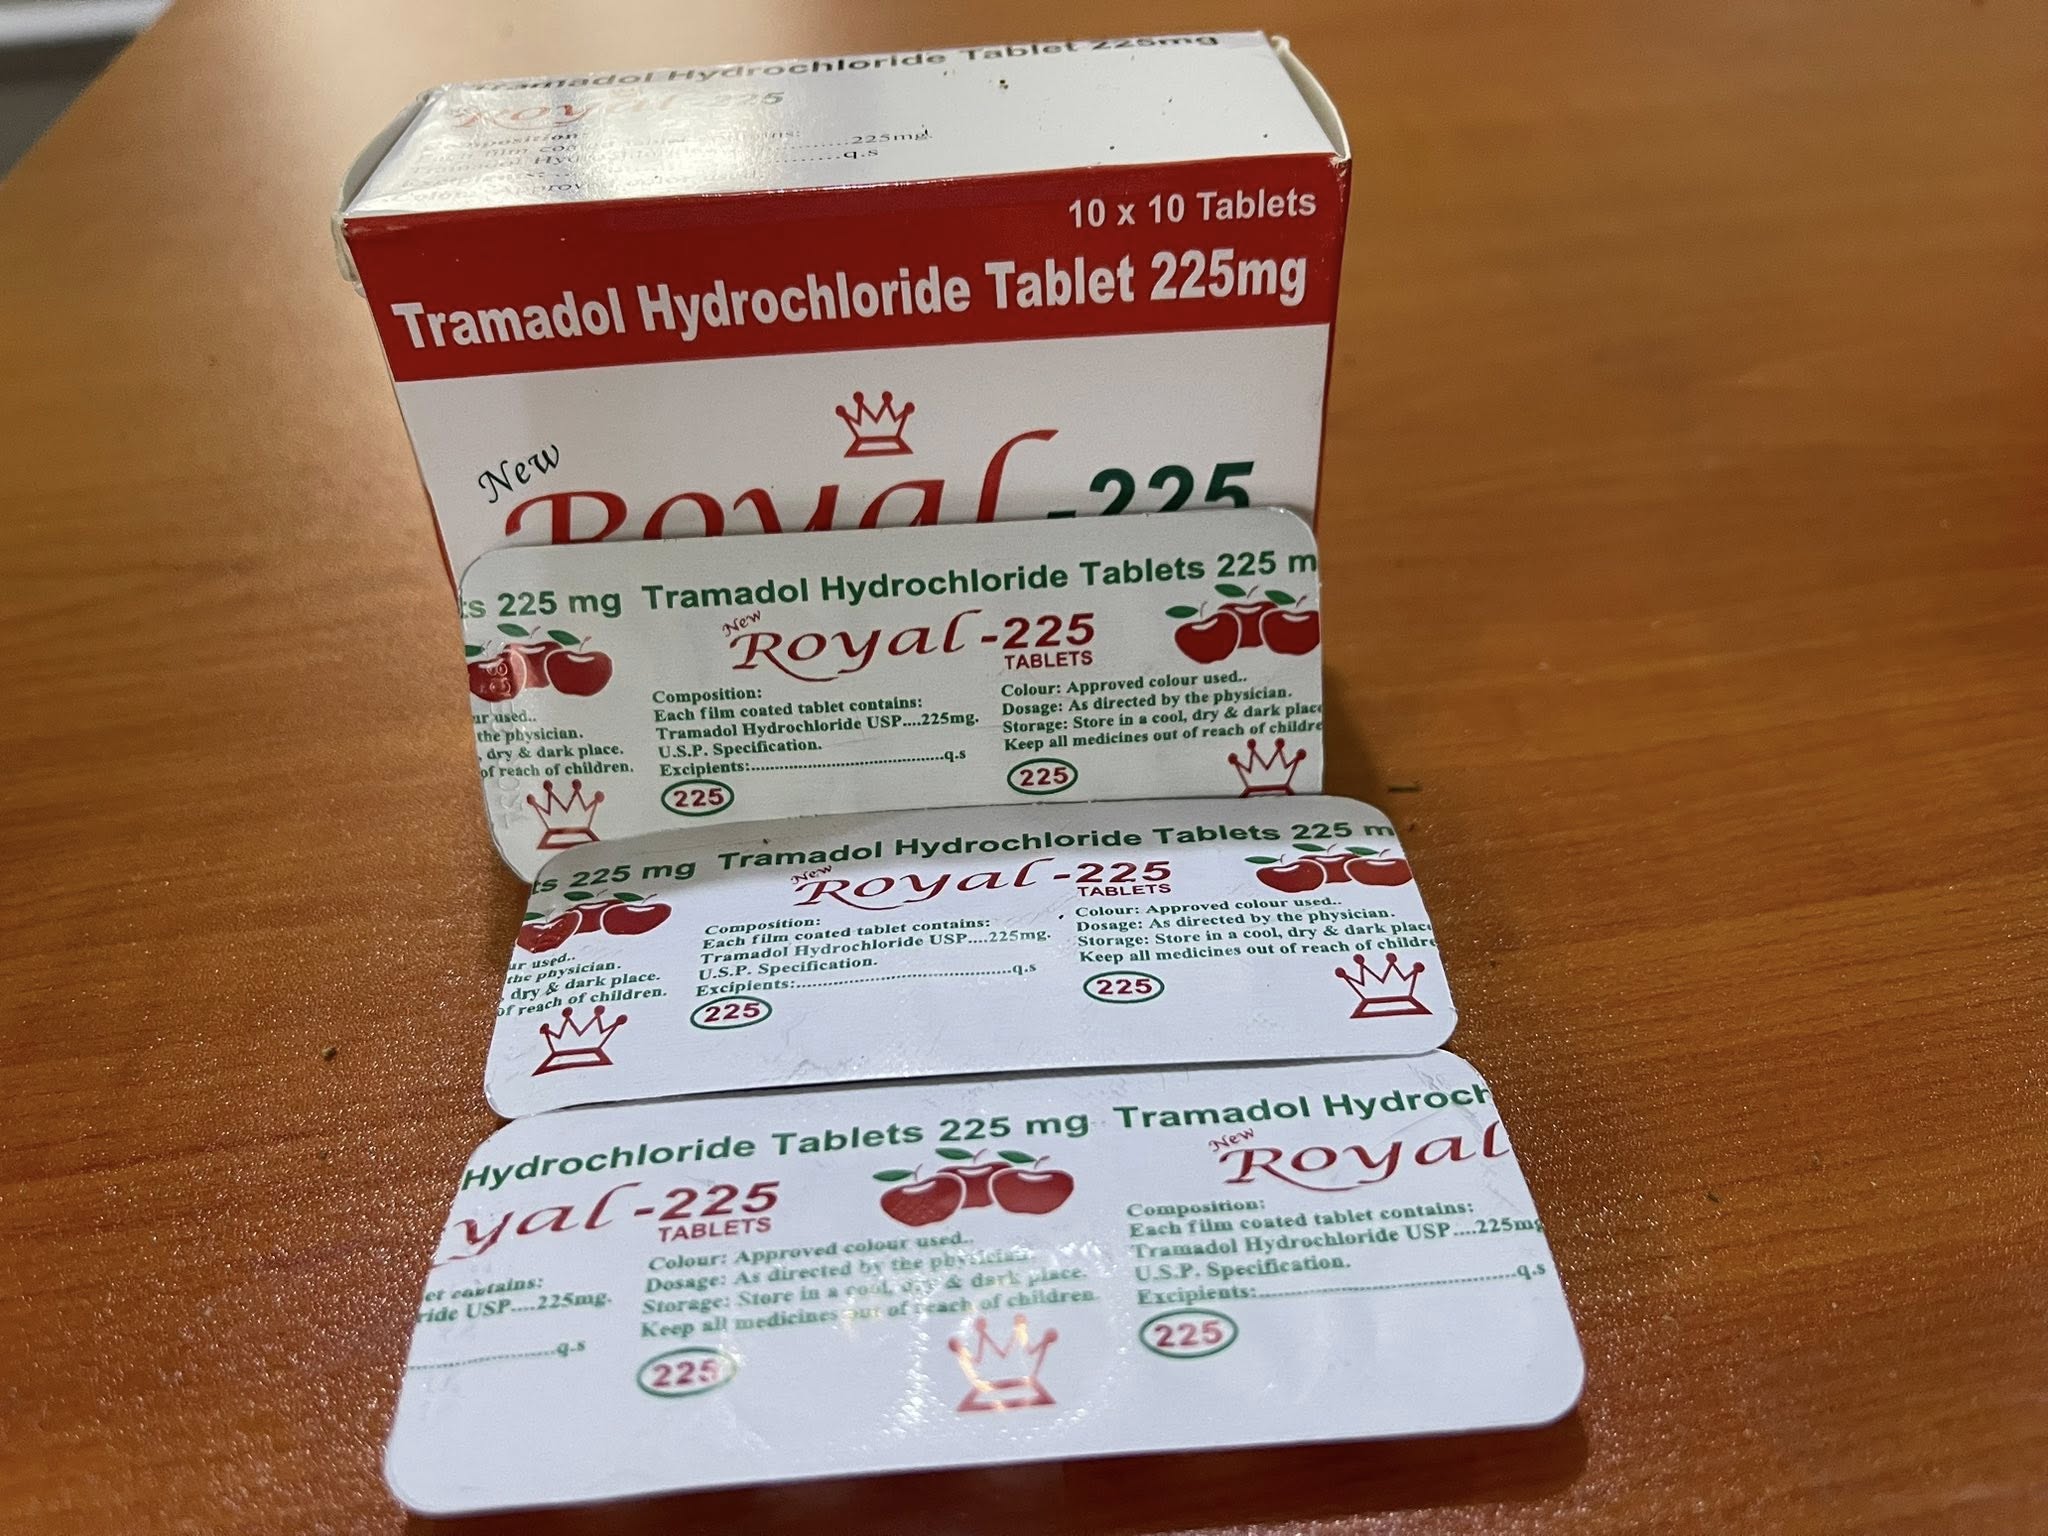 Tramadol Hydrochloride Tablet 225mg
Royal-225
225mg.
q.s
10 x 10 Tablets
Tramadol Hydrochloride Tablet 225mg
New
Royal-225
ts 225 mg Tramadol Hydrochloride Tablets 225 m
New
Royal-225
TABLETS
Composition:
Each film coated tablet contains:
Tramadol Hydrochloride USP....225mg.
U.S.P. Specification.
Excipients:..........................................q.s
225
Colour: Approved colour used..
Dosage: As directed by the physician.
Storage: Store in a cool, dry & dark place
Keep all medicines out of reach of childre
225
ur used..
the physician.
, dry & dark place.
of reach of children.
ts 225 mg Tramadol Hydrochloride Tablets 225 m
New
Royal-225
TABLETS
Composition:
Each film coated tablet contains:
Tramadol Hydrochloride USP....225mg.
U.S.P. Specification.
Excipients:..........................................q.s
225
Colour: Approved colour used..
Dosage: As directed by the physician.
Storage: Store in a cool, dry & dark plac
Keep all medicines out of reach of childre
225
ur used..
the physician.
, dry & dark place.
of reach of children.
Hydrochloride Tablets 225 mg Tramadol Hydroch
yal-225
TABLETS
et contains:
ride USP....225mg.
q.s
Colour: Approved colour used..
Dosage: As directed by the physician.
Storage: Store in a cool, dry & dark place.
Keep all medicines out of reach of children.
225
New
Royal
Composition:
Each film coated tablet contains:
Tramadol Hydrochloride USP....225mg
U.S.P. Specification.
Excipients:..........................................q.s
225